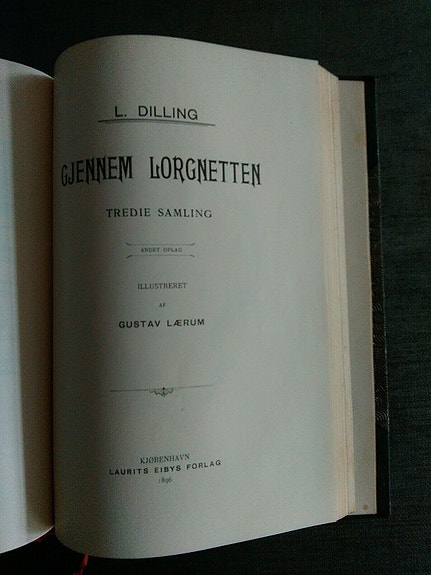 L. DILLING
GJENNEM LORGNETTEN
TREDIE SAMLING
ANDET OPLAG
ILLUSTRERET
AF
GUSTAV LÆRUM
KJØBENHAVN
LAURITS EIBYS FORLAG
1896